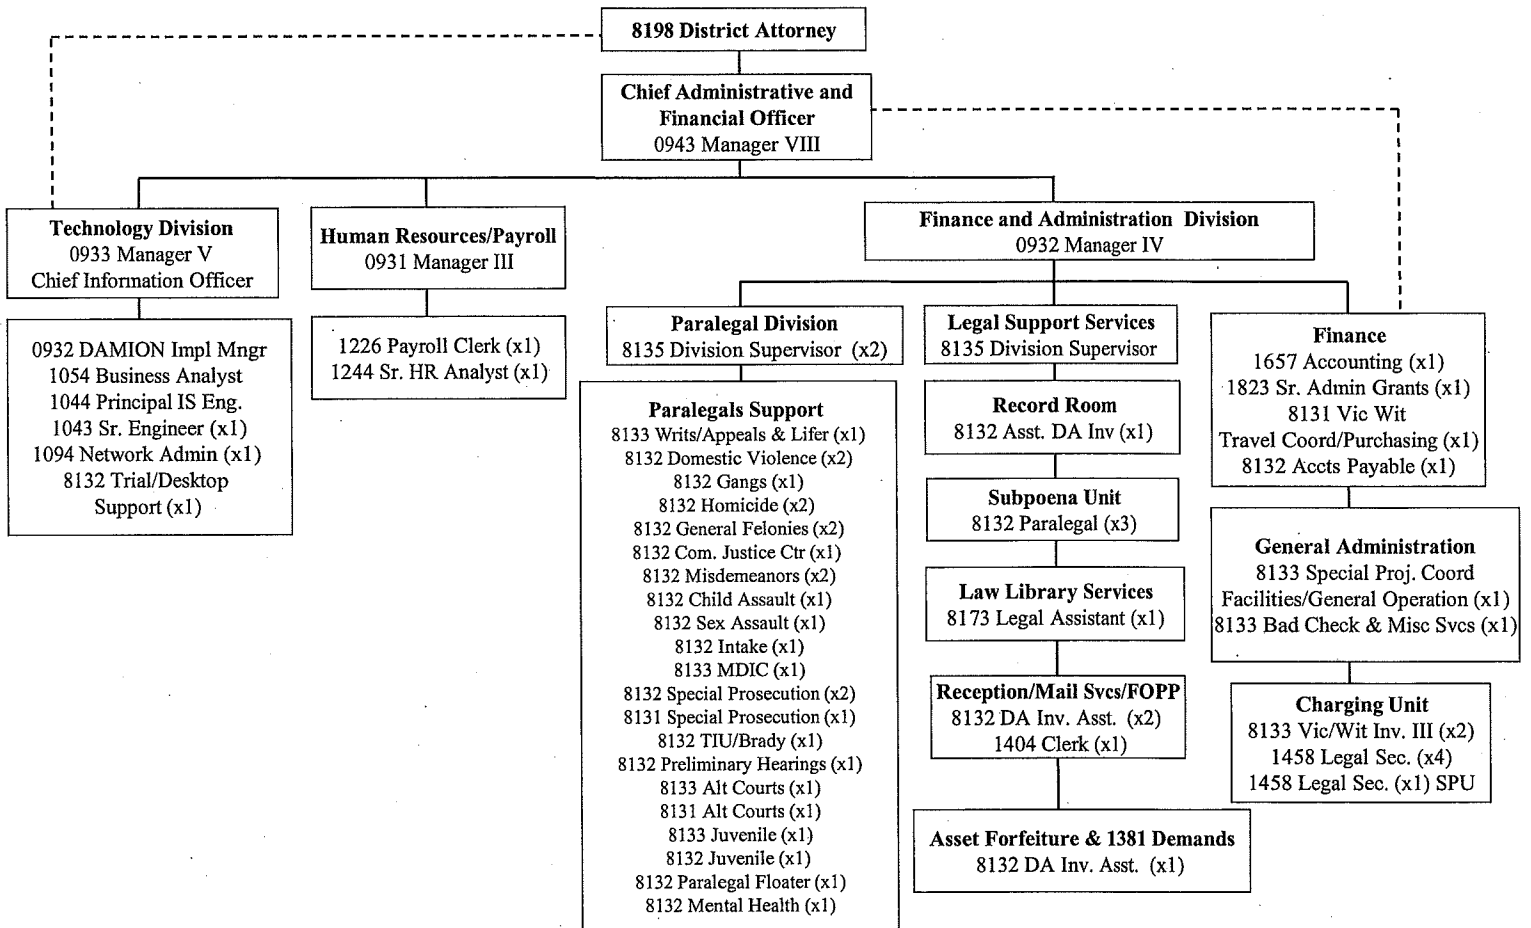 8198 District Attorney
Chief Administrative and
Financial Officer
0943 Manager VIII
Technology Division
0933 Manager V
Chief Information Officer
0932 DAMION Impl Mngr
1054 Business Analyst
1044 Principal IS Eng.
1043 Sr. Engineer (x1)
1094 Network Admin (x1)
8132 Trial/Desktop
Support (x1)
Human Resources/Payroll
0931 Manager III
1226 Payroll Clerk (x1)
1244 Sr. HR Analyst (x1)
Finance and Administration Division
0932 Manager IV
Paralegal Division
8135 Division Supervisor (x2)
Paralegals Support
8133 Writs/Appeals & Lifer (x1)
8132 Domestic Violence (x2)
8132 Gangs (x1)
8132 Homicide (x2)
8132 General Felonies (x2)
8132 Com. Justice Ctr (x1)
8132 Misdemeanors (x2)
8132 Child Assault (x1)
8132 Sex Assault (x1)
8132 Intake (x1)
8133 MDIC (x1)
8132 Special Prosecution (x2)
8131 Special Prosecution (x1)
8132 TIU/Brady (x1)
8132 Preliminary Hearings (x1)
8133 Alt Courts (x1)
8131 Alt Courts (x1)
8133 Juvenile (x1)
8132 Juvenile (x1)
8132 Paralegal Floater (x1)
8132 Mental Health (x1)
Legal Support Services
8135 Division Supervisor
Record Room
8132 Asst. DA Inv (x1)
Subpoena Unit
8132 Paralegal (x3)
Law Library Services
8173 Legal Assistant (x1)
Reception/Mail Svcs/FOPP
8132 DA Inv. Asst. (x2)
1404 Clerk (x1)
Asset Forfeiture & 1381 Demands
8132 DA Inv. Asst. (x1)
Finance
1657 Accounting (x1)
1823 Sr. Admin Grants (x1)
8131 Vic Wit
Travel Coord/Purchasing (x1)
8132 Accts Payable (x1)
General Administration
8133 Special Proj. Coord
Facilities/General Operation (x1)
8133 Bad Check & Misc Svcs (x1)
Charging Unit
8133 Vic/Wit Inv. III (x2)
1458 Legal Sec. (x4)
1458 Legal Sec. (x1) SPU